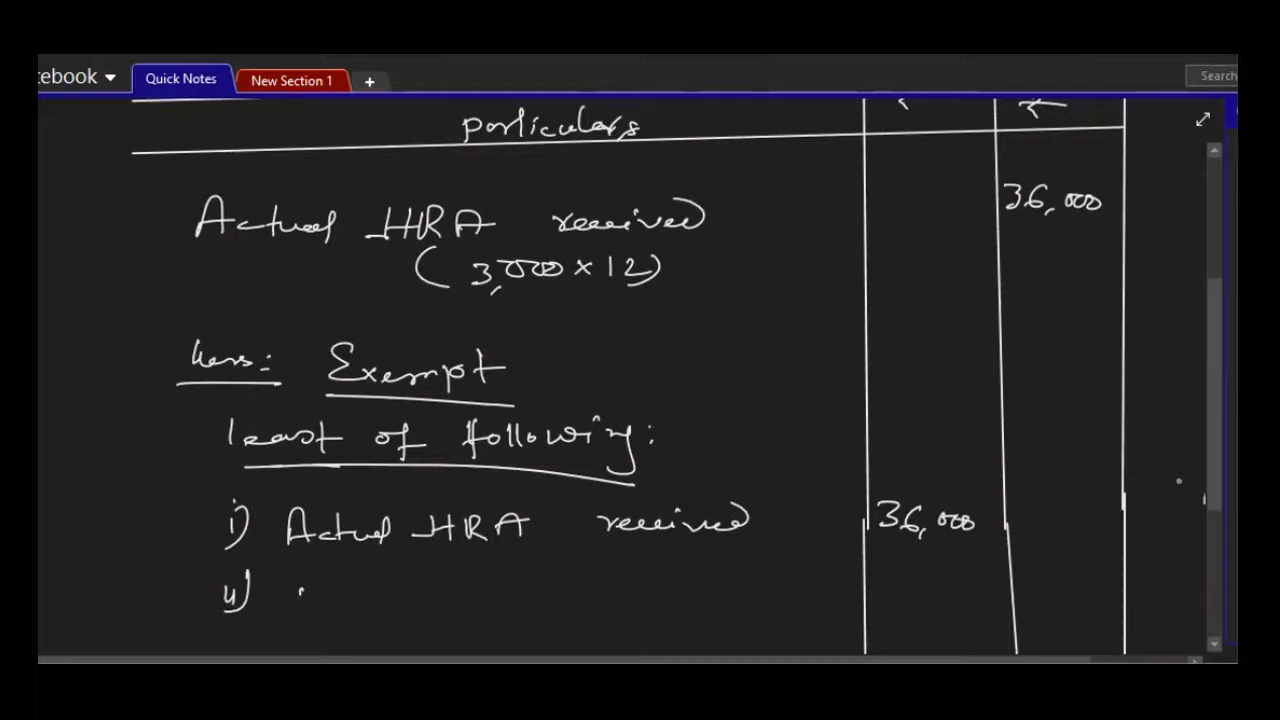 tebook
Quick Notes
New Section 1
+
Search
particulars
₹
Actual HRA received
36,000
(3,000 × 12)
Less:
Exempt
least of following:
i) Actual HRA received
36,000
ii)